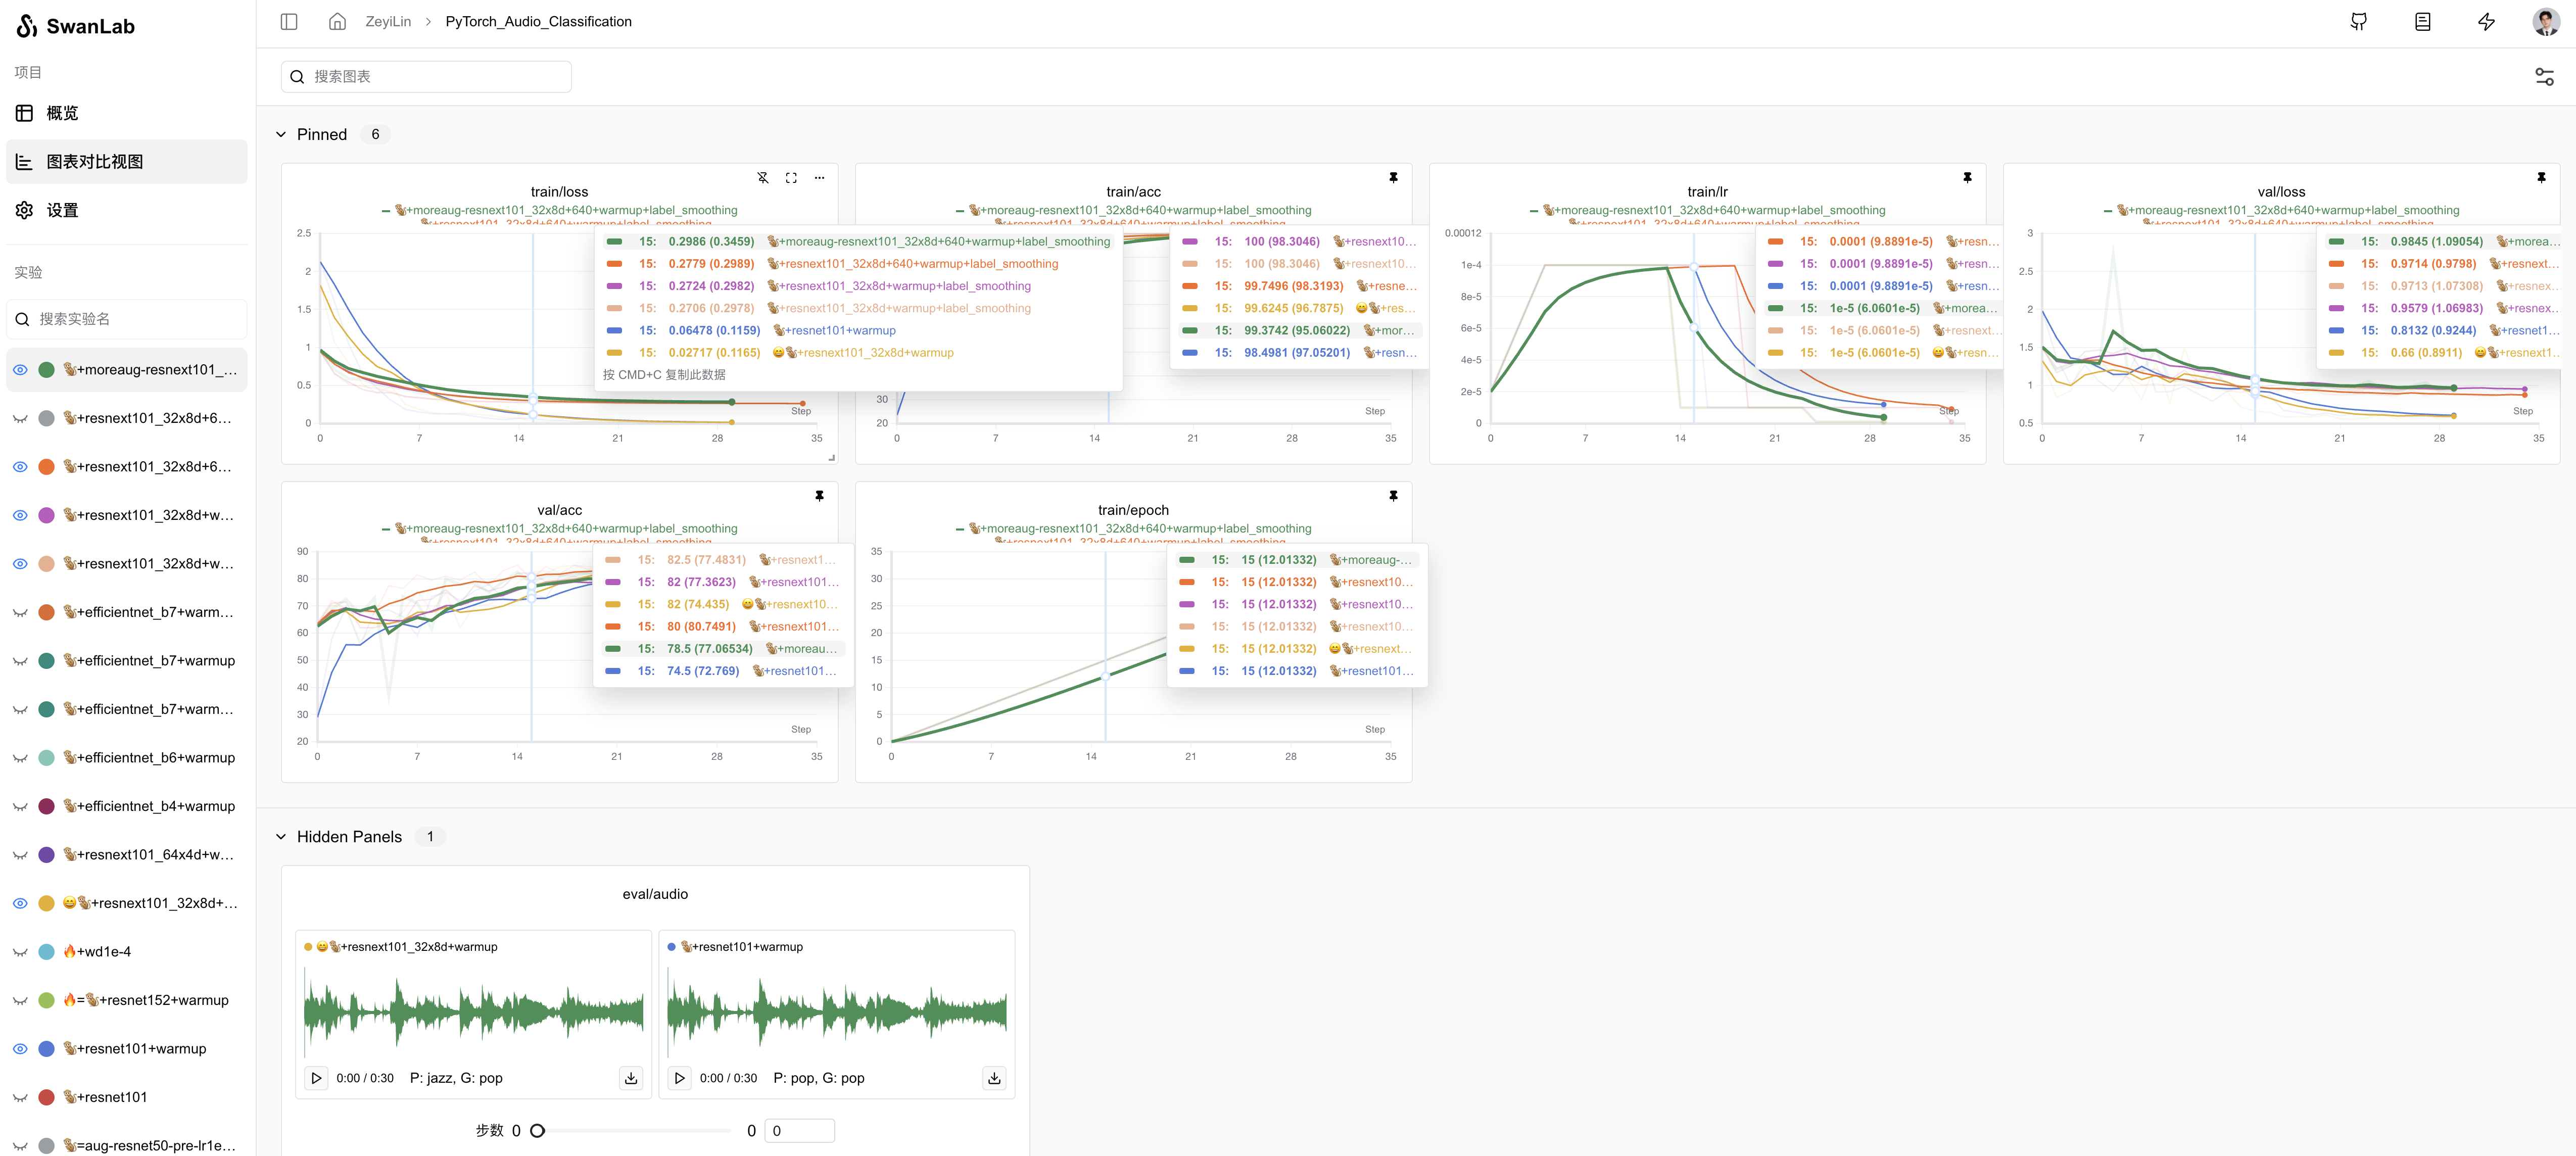 SwanLab
项目
概览
图表对比视图
设置
实验
搜索实验名
+moreaug-resnext101_...
+resnext101_32x8d+6...
+resnext101_32x8d+6...
+resnext101_32x8d+w...
+resnext101_32x8d+w...
+efficientnet_b7+warm...
+efficientnet_b7+warmup
+efficientnet_b7+warm...
+efficientnet_b6+warmup
+efficientnet_b4+warmup
+resnext101_64x4d+w...
+resnext101_32x8d+...
+wd1e-4
=+resnet152+warmup
+resnet101+warmup
+resnet101
=aug-resnet50-pre-lr1e...
ZeyiLin > PyTorch_Audio_Classification
搜索图表
Pinned 6
train/loss
+moreaug-resnext101_32x8d+640+warmup+label_smoothing
+resnext101_32x8d+640+warmup+label_smoothing
2.5
2
1.5
1
0.5
0
0 7 14 21 28 35
Step
15: 0.2986 (0.3459) +moreaug-resnext101_32x8d+640+warmup+label_smoothing
15: 0.2779 (0.2989) +resnext101_32x8d+640+warmup+label_smoothing
15: 0.2724 (0.2982) +resnext101_32x8d+warmup+label_smoothing
15: 0.2706 (0.2978) +resnext101_32x8d+warmup+label_smoothing
15: 0.06478 (0.1159) +resnet101+warmup
15: 0.02717 (0.1165) +resnext101_32x8d+warmup
按 CMD+C 复制此数据
train/acc
+moreaug-resnext101_32x8d+640+warmup+label_smoothing
+resnext101_32x8d+640+warmup+label_smoothing
30
20
0 7 14 21 28 35
Step
15: 100 (98.3046) +resnext10...
15: 100 (98.3046) +resnext10...
15: 99.7496 (98.3193) +resne...
15: 99.6245 (96.7875) +res...
15: 99.3742 (95.06022) +mor...
15: 98.4981 (97.05201) +resn...
train/lr
+moreaug-resnext101_32x8d+640+warmup+label_smoothing
+resnext101_32x8d+640+warmup+label_smoothing
0.00012
1e-4
8e-5
6e-5
4e-5
2e-5
0
0 7 14 21 28 35
Step
15: 0.0001 (9.8891e-5) +resn...
15: 0.0001 (9.8891e-5) +resn...
15: 0.0001 (9.8891e-5) +resn...
15: 1e-5 (6.0601e-5) +morea...
15: 1e-5 (6.0601e-5) +resnext...
15: 1e-5 (6.0601e-5) +resn...
val/loss
+moreaug-resnext101_32x8d+640+warmup+label_smoothing
+resnext101_32x8d+640+warmup+label_smoothing
3
2.5
2
1.5
1
0.5
0 7 14 21 28 35
Step
15: 0.9845 (1.09054) +morea...
15: 0.9714 (0.9798) +resnext...
15: 0.9713 (1.07308) +resnex...
15: 0.9579 (1.06983) +resnex...
15: 0.8132 (0.9244) +resnet1...
15: 0.66 (0.8911) +resnext1...
val/acc
+moreaug-resnext101_32x8d+640+warmup+label_smoothing
+resnext101_32x8d+640+warmup+label_smoothing
90
80
70
60
50
40
30
20
0 7 14 21 28 35
Step
15: 82.5 (77.4831) +resnext1...
15: 82 (77.3623) +resnext101...
15: 82 (74.435) +resnext10...
15: 80 (80.7491) +resnext101...
15: 78.5 (77.06534) +moreau...
15: 74.5 (72.769) +resnet101...
train/epoch
+moreaug-resnext101_32x8d+640+warmup+label_smoothing
+resnext101_32x8d+640+warmup+label_smoothing
35
30
25
20
15
10
5
0
0 7 14 21 28 35
Step
15: 15 (12.01332) +moreaug-...
15: 15 (12.01332) +resnext10...
15: 15 (12.01332) +resnext10...
15: 15 (12.01332) +resnext10...
15: 15 (12.01332) +resnext...
15: 15 (12.01332) +resnet101...
Hidden Panels 1
eval/audio
+resnext101_32x8d+warmup
0:00 / 0:30 P: jazz, G: pop
+resnet101+warmup
0:00 / 0:30 P: pop, G: pop
步数 0 0 0